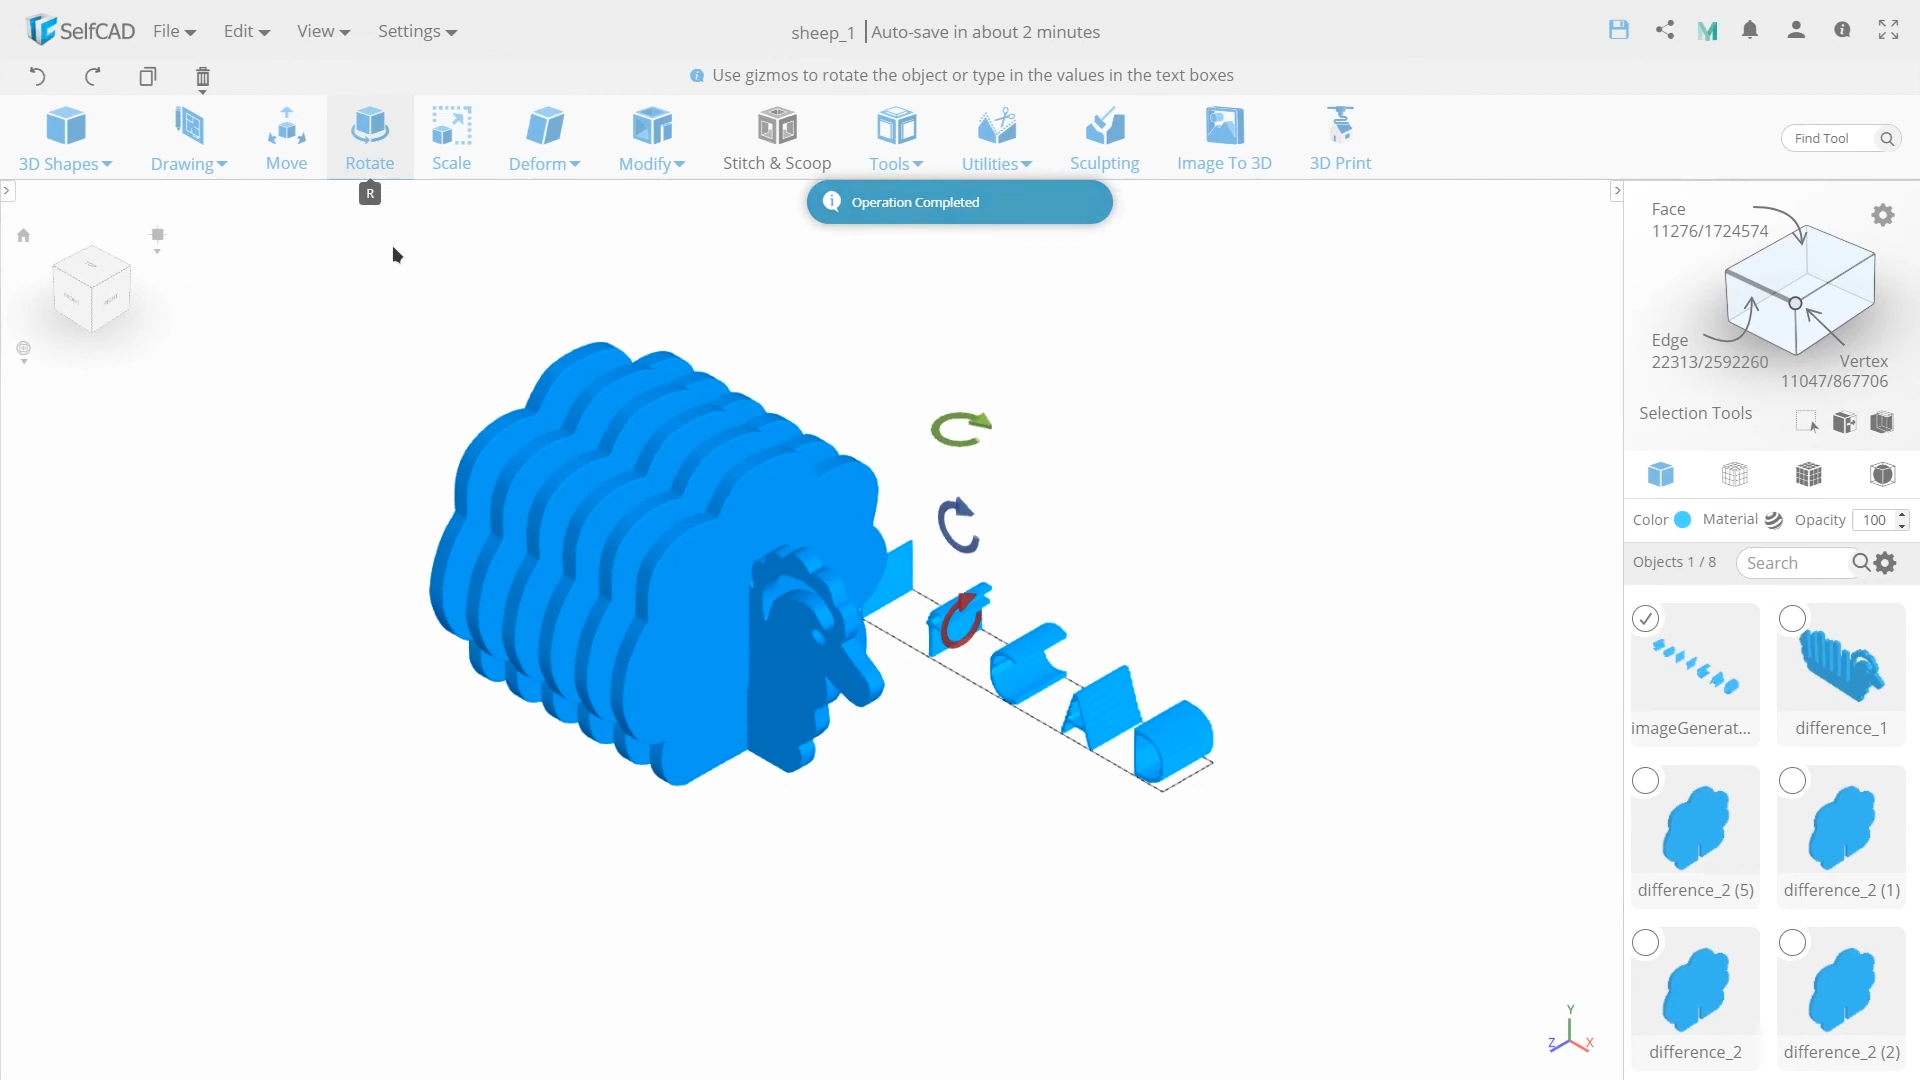 SelfCAD
File
Edit
View
Settings
sheep_1
Auto-save in about 2 minutes
Use gizmos to rotate the object or type in the values in the text boxes
3D Shapes
Drawing
Move
Rotate
Scale
Deform
Modify
Stitch & Scoop
Tools
Utilities
Sculpting
Image To 3D
3D Print
Find Tool
R
Operation Completed
TOP
Face
11276/1724574
Edge
22313/2592260
Vertex
11047/867706
Selection Tools
Color
Material
Opacity
100
Objects 1 / 8
Search
imageGenerat...
difference_1
difference_2 (5)
difference_2 (1)
difference_2
difference_2 (2)
Y
Z
X